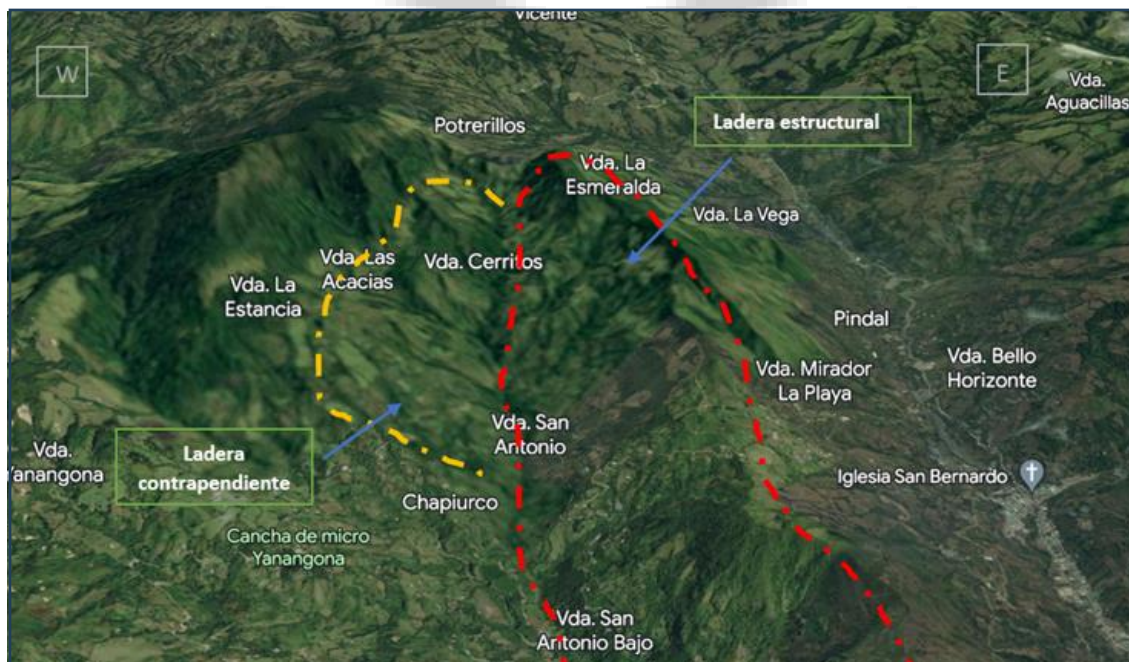 Vicente
W
E
Vda.
Aguacillas
Ladera estructural
Potrerillos
Vda. La
Esmeralda
Vda. La Vega
Vda. Las
Acacias
Vda. Cerritos
Vda. La
Estancia
Pindal
Vda. Bello
Horizonte
Vda. Mirador
La Playa
Vda. San
Antonio
Ladera
contrapendiente
Vda.
Yanangona
Iglesia San Bernardo
Chapiurco
Cancha de micro
Yanangona
Vda. San
Antonio Bajo